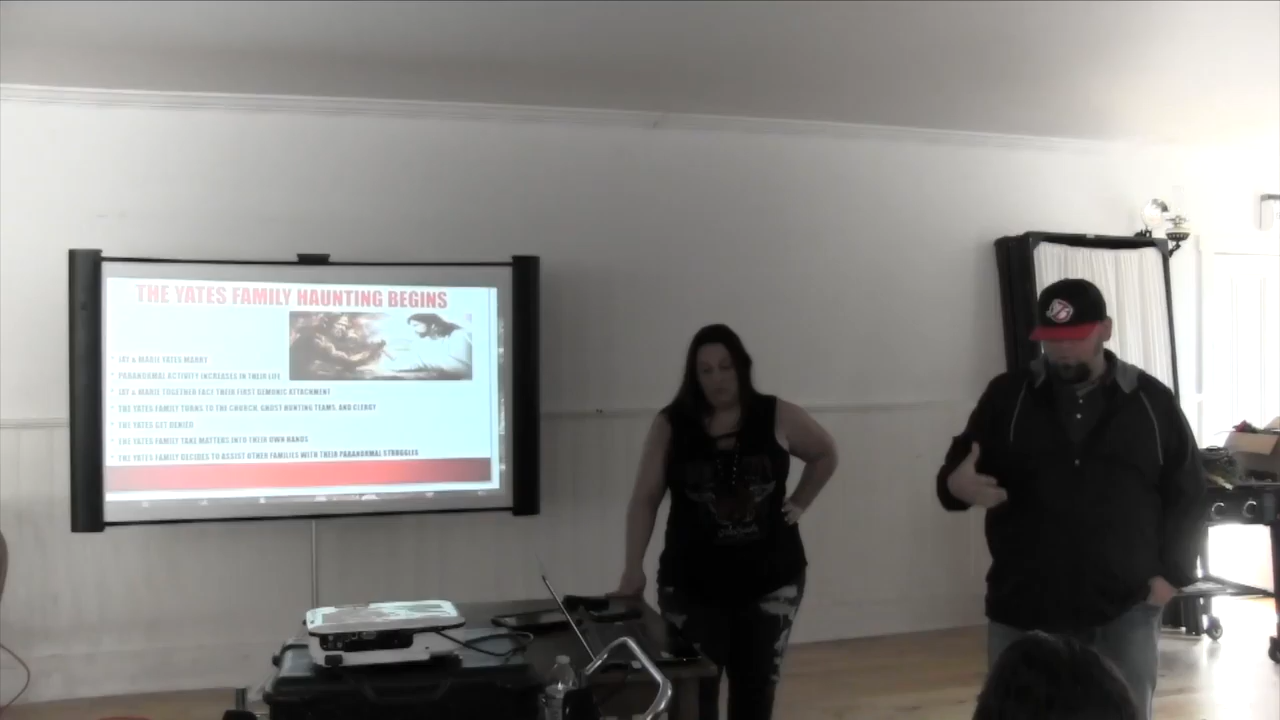 THE YATES FAMILY HAUNTING BEGINS
JAY & MARIE YATES MARRY
PARANORMAL ACTIVITY INCREASES IN THEIR LIFE
JAY & MARIE TOGETHER FACE THEIR FIRST DEMONIC ATTACHMENT
THE YATES FAMILY TURNS TO THE CHURCH, GHOST HUNTING TEAMS, AND CLERGY
THE YATES GET DENIED
THE YATES FAMILY TAKE MATTERS INTO THEIR OWN HANDS
THE YATES FAMILY DECIDES TO ASSIST OTHER FAMILIES WITH THEIR PARANORMAL STRUGGLES